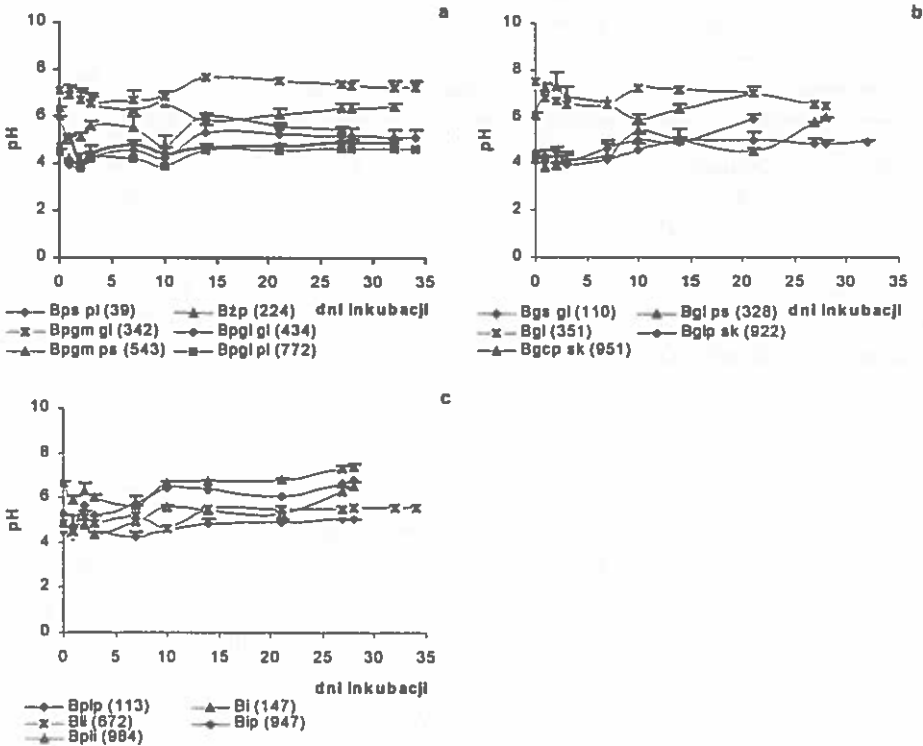 a
10
8
6
4
2
0
pH
0 5 10 15 20 25 30 35
dni inkubacji
Bps pl (39) Bżp (224)
Bpgm gl (342) Bpgl gl (434)
Bpgm ps (543) Bpgl pl (772)
b
10
8
6
4
2
0
pH
0 5 10 15 20 25 30 35
dni inkubacji
Bgs gl (110) Bgl ps (328)
Bgl (351) Bglp sk (922)
Bgcp sk (951)
c
10
8
6
4
2
0
pH
0 5 10 15 20 25 30 35
dni inkubacji
Bplp (113) Bl (147)
(672) Bip (947)
(984)